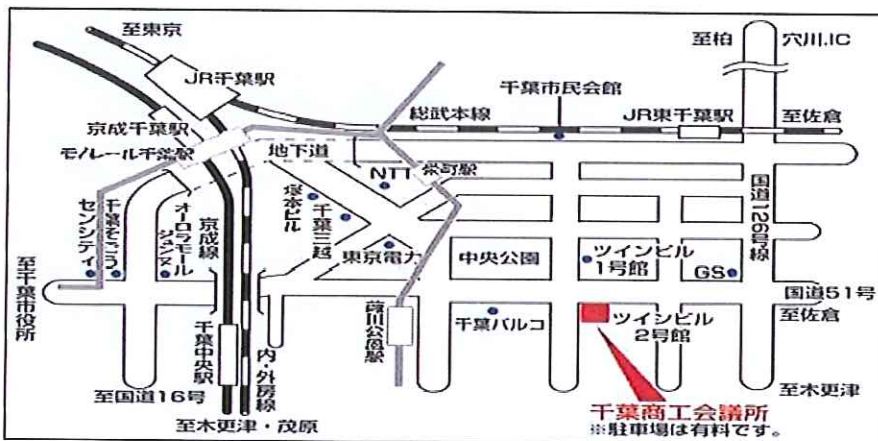 至東京
至柏
穴川.IC
JR千葉駅
千葉市民会館
京成千葉駅
総武本線
JR東千葉駅
至佐倉
モノレール千葉駅
地下道
栄町駅
NTT
国道126号線
塚本ビル
千葉三越
センシティ
千葉そごう
オーロラモール
ジュンヌ
京成線
東京電力
中央公園
ツインビル
1号館
GS
至千葉市役所
国道51号
至佐倉
葭川公園駅
千葉パルコ
ツインビル
2号館
千葉中央駅
内・外房線
至国道16号
至木更津
至木更津・茂原
千葉商工会議所
※駐車場は有料です。